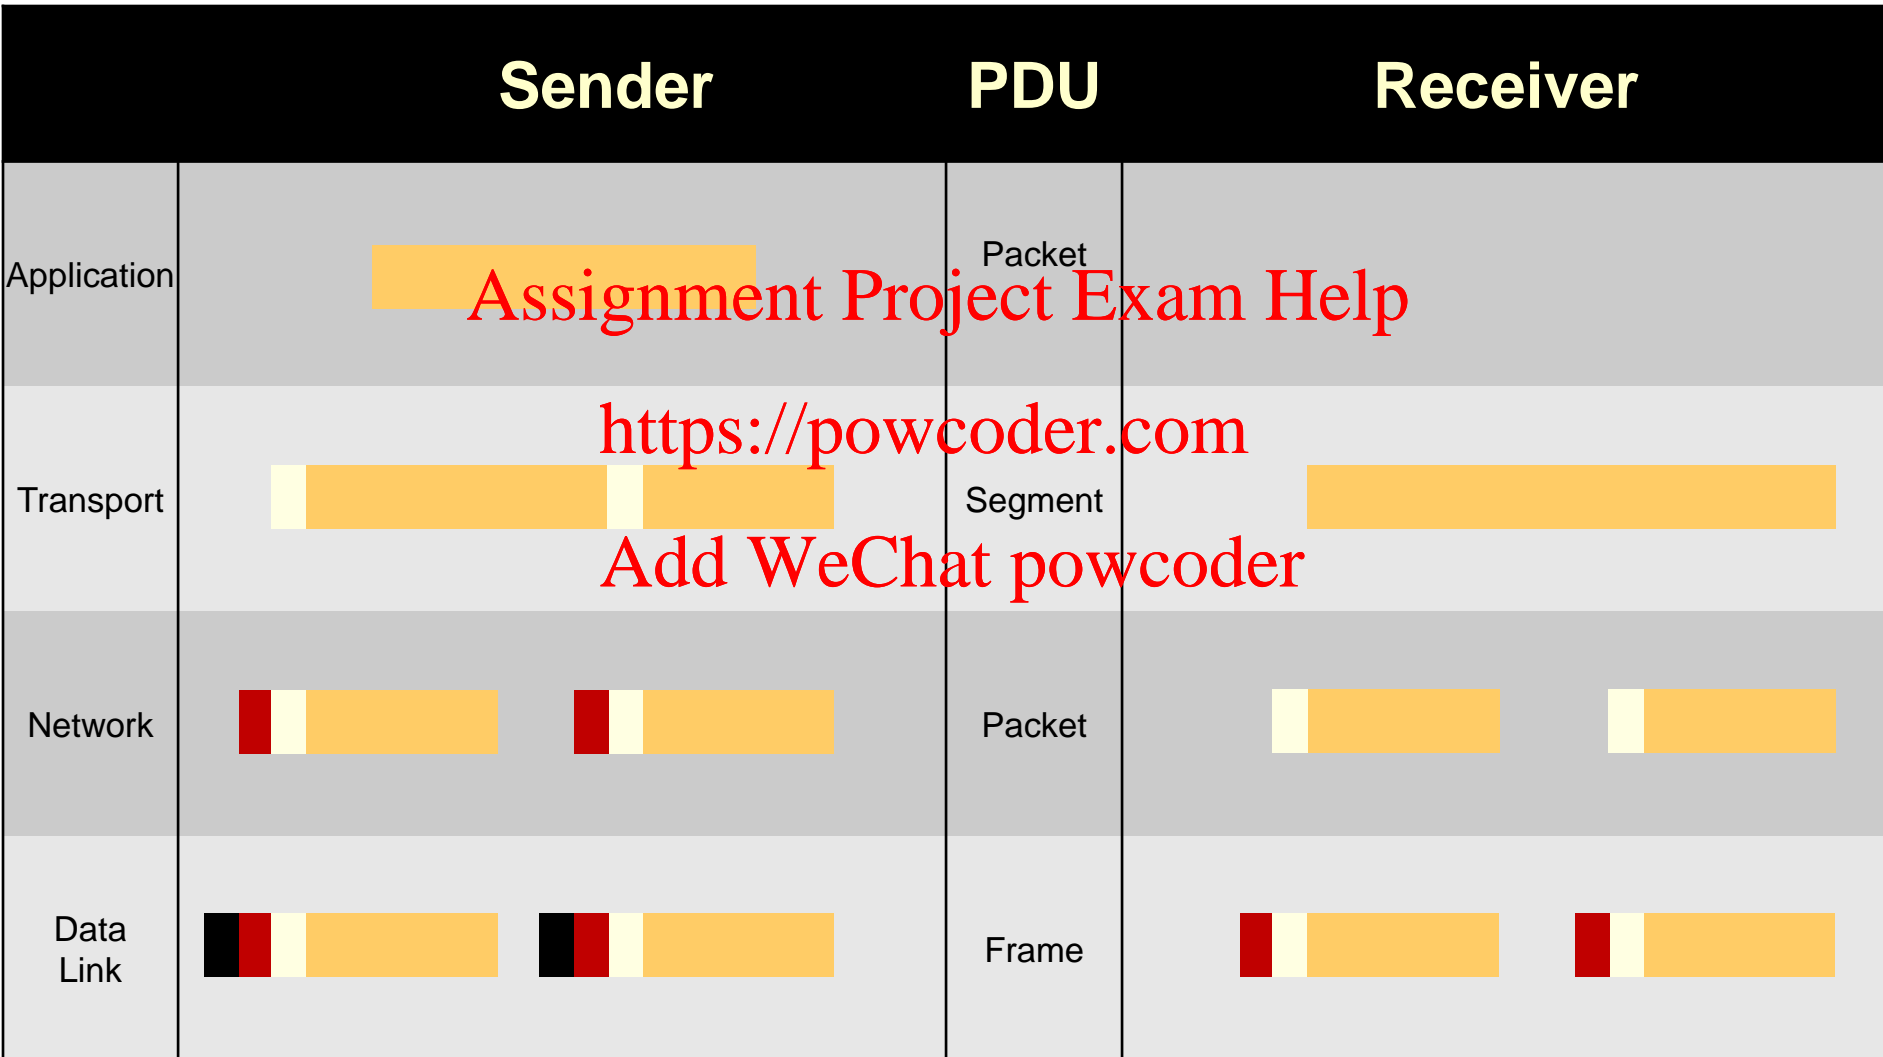 Sender PDU Receiver
Application Packet
Assignment Project Exam Help
https://powcoder.com
Transport Segment
Add WeChat powcoder
Network Packet
Data
Link
Frame